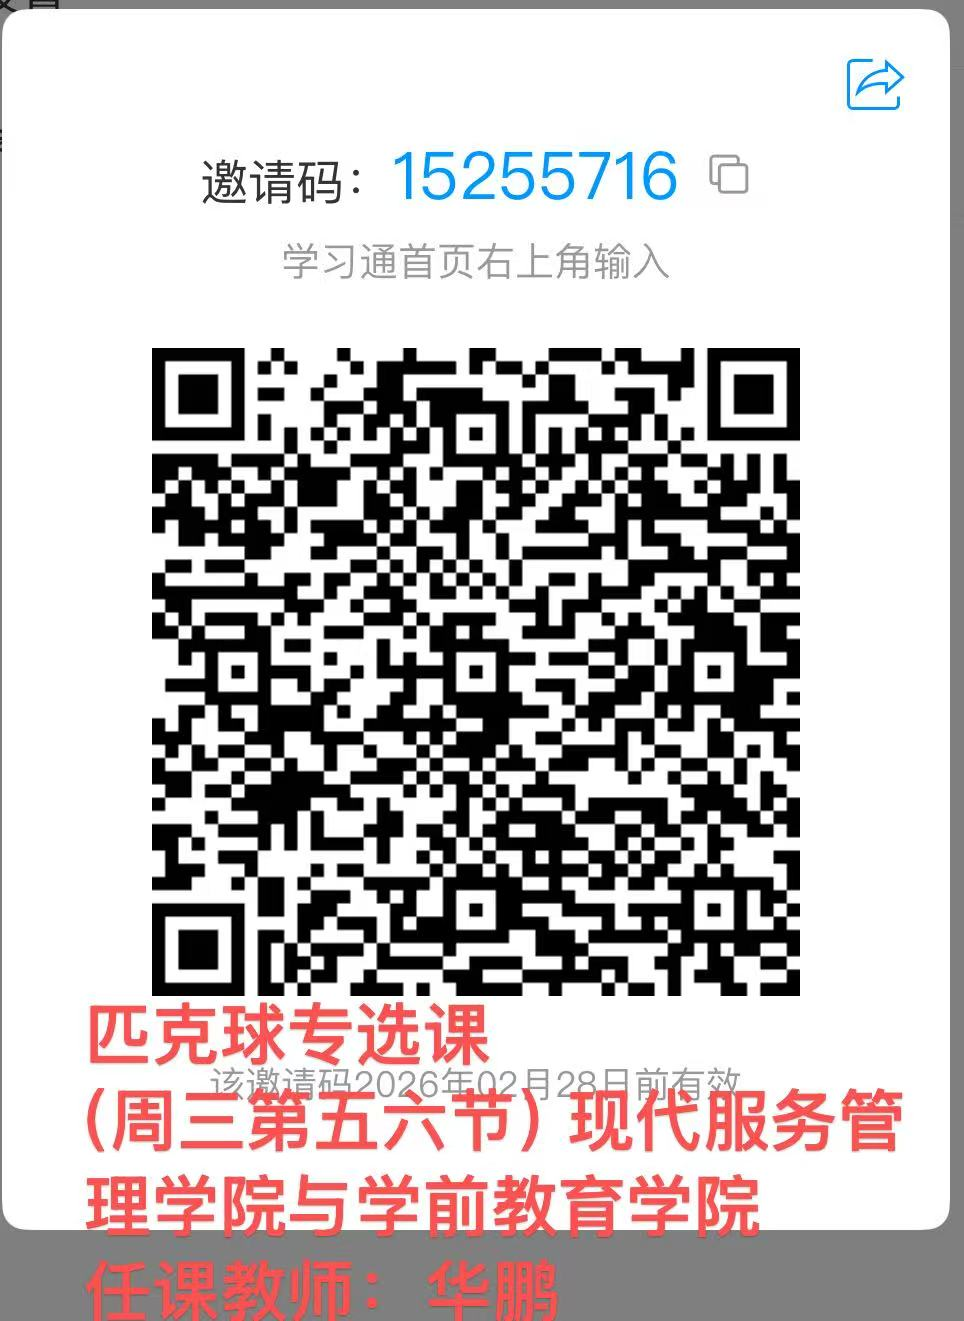 邀请码：15255716
学习通首页右上角输入
匹克球专选课
该邀请码2026年02月28日前有效
(周三第五六节) 现代服务管
理学院与学前教育学院
任课教师：华鹏